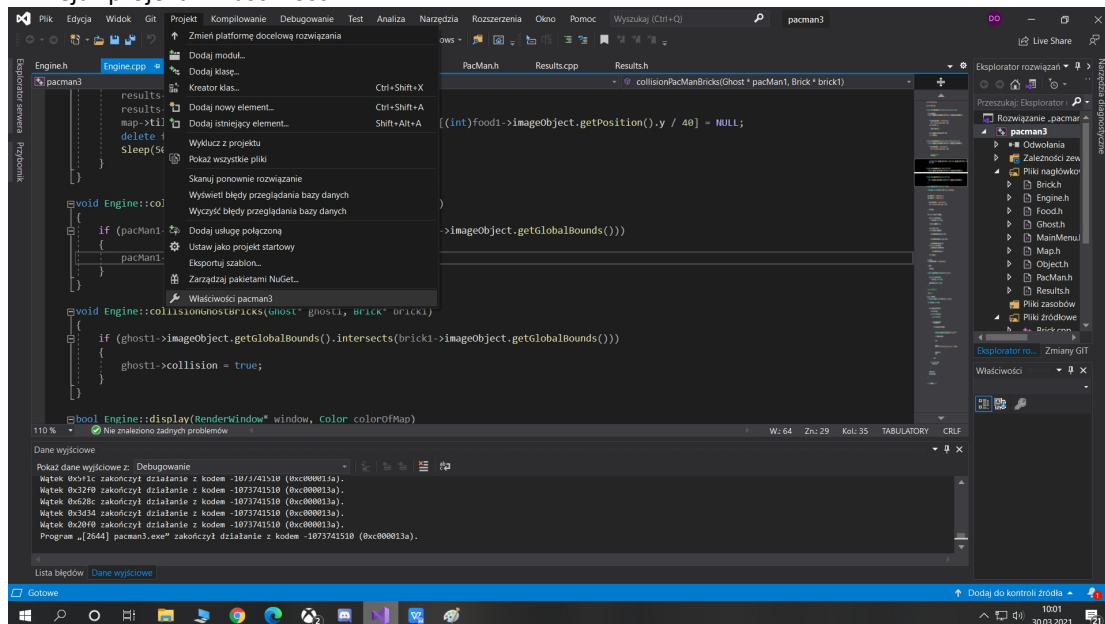 Plik Edycja Widok Git Projekt Kompilowanie Debugowanie Test Analiza Narzędzia Rozszerzenia Okno Pomoc Wyszukaj (Ctrl+Q) pacman3 DO
Live Share
Zmień platformę docelową rozwiązania
Dodaj moduł...
Dodaj klasę...
Kreator klas... Ctrl+Shift+X
Dodaj nowy element... Ctrl+Shift+A
Dodaj istniejący element... Shift+Alt+A
Wyklucz z projektu
Pokaż wszystkie pliki
Skanuj ponownie rozwiązanie
Wyświetl błędy przeglądania bazy danych
Wyczyść błędy przeglądania bazy danych
Dodaj usługę połączoną
Ustaw jako projekt startowy
Eksportuj szablon...
Zarządzaj pakietami NuGet...
Właściwości pacman3
Eksplorator serwera
Przybornik
Engine.h Engine.cpp PacMan.h Results.cpp Results.h
pacman3 collisionPacManBricks(Ghost * pacMan1, Brick * brick1)
results-
results-
map->til [(int)food1->imageObject.getPosition().y / 40] = NULL;
delete f
Sleep(50
}
}
void Engine::col )
{
if (pacMan1- ->imageObject.getGlobalBounds()))
{
pacMan1-
}
}
void Engine::collisionGhostBricks(Ghost* ghost1, Brick* brick1)
{
if (ghost1->imageObject.getGlobalBounds().intersects(brick1->imageObject.getGlobalBounds()))
{
ghost1->collision = true;
}
}
bool Engine::display(RenderWindow* window, Color colorOfMap)
110 % Nie znaleziono żadnych problemów W.: 64 Zn.: 29 Kol.: 35 TABULATORY CRLF
Dane wyjściowe
Pokaż dane wyjściowe z: Debugowanie
Wątek 0x5f1c zakończył działanie z kodem -1073741510 (0xc000013a).
Wątek 0x32f0 zakończył działanie z kodem -1073741510 (0xc000013a).
Wątek 0x628c zakończył działanie z kodem -1073741510 (0xc000013a).
Wątek 0x3d34 zakończył działanie z kodem -1073741510 (0xc000013a).
Wątek 0x20f0 zakończył działanie z kodem -1073741510 (0xc000013a).
Program „[2644] pacman3.exe” zakończył działanie z kodem -1073741510 (0xc000013a).
Lista błędów Dane wyjściowe
Eksplorator rozwiązań
Przeszukaj: Eksplorator
Rozwiązanie „pacmar
pacman3
Odwołania
Zależności zew
Pliki nagłówko
Brick.h
Engine.h
Food.h
Ghost.h
MainMenu.
Map.h
Object.h
PacMan.h
Results.h
Pliki zasobów
Pliki źródłowe
Brick.cpp
Eksplorator ro... Zmiany GIT
Właściwości
Narzędzia diagnostyczne
Gotowe Dodaj do kontroli źródła
10:01
30.03.2021